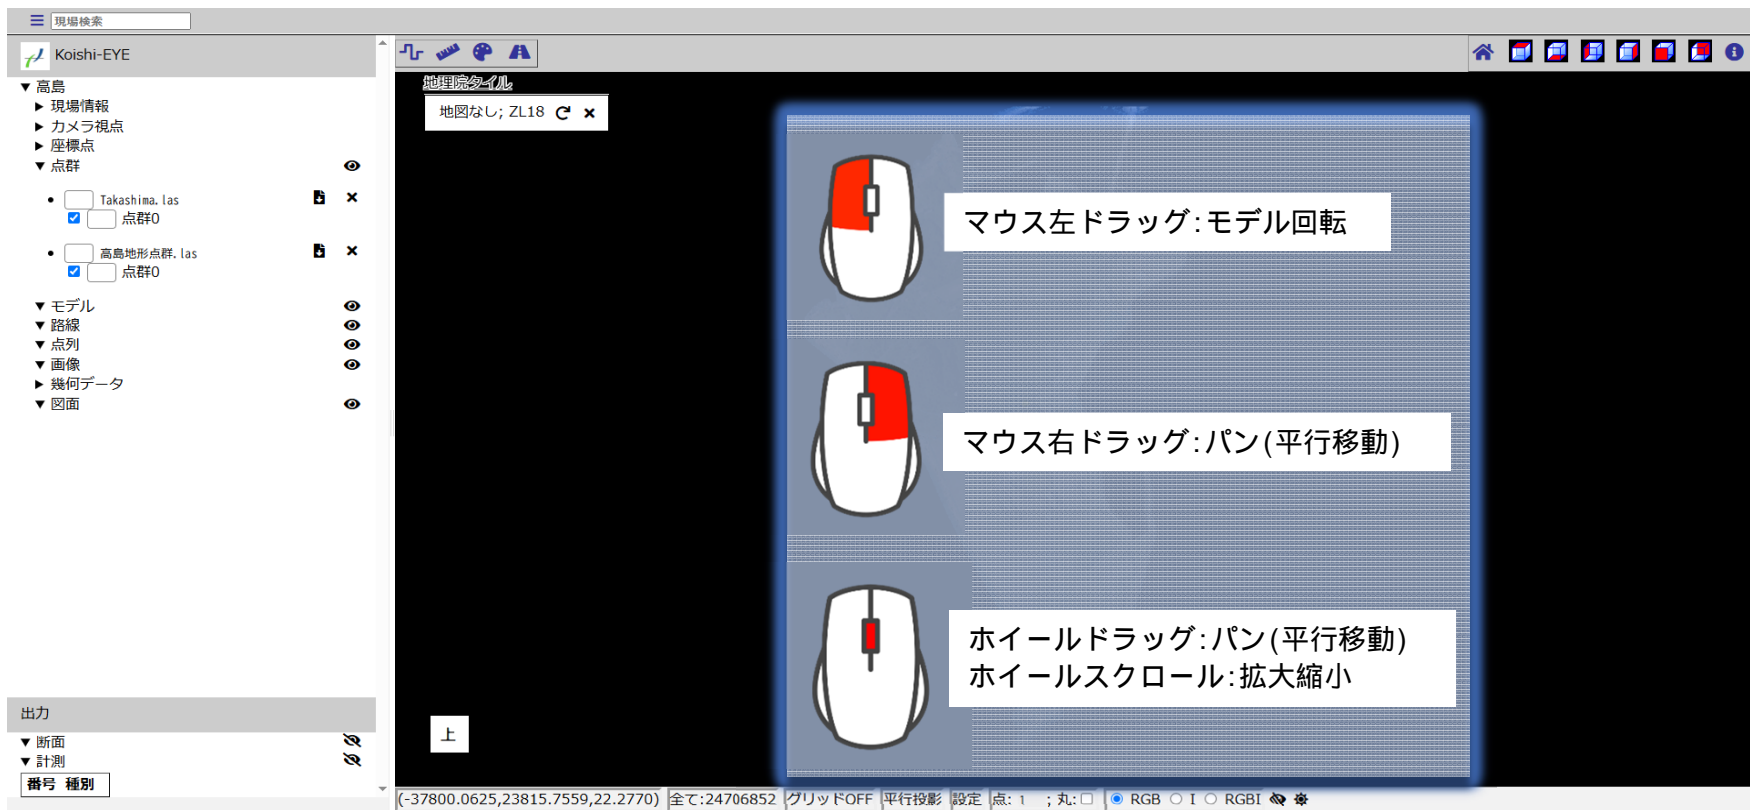 現場検索
Koishi-EYE
▼高島
▶現場情報
▶カメラ視点
▶座標点
▼点群
Takashima.las
点群0
高島地形点群.las
点群0
▼モデル
▼路線
▼点列
▼画像
▶幾何データ
▼図面
出力
▼断面
▼計測
番号 種別
地理院タイル
地図なし; ZL18
マウス左ドラッグ:モデル回転
マウス右ドラッグ:パン(平行移動)
ホイールドラッグ:パン(平行移動)
ホイールスクロール:拡大縮小
上
(-37800.0625,23815.7559,22.2770) 全て:24706852 グリッドOFF 平行投影 設定 点: 1 ;丸: RGB I RGBI